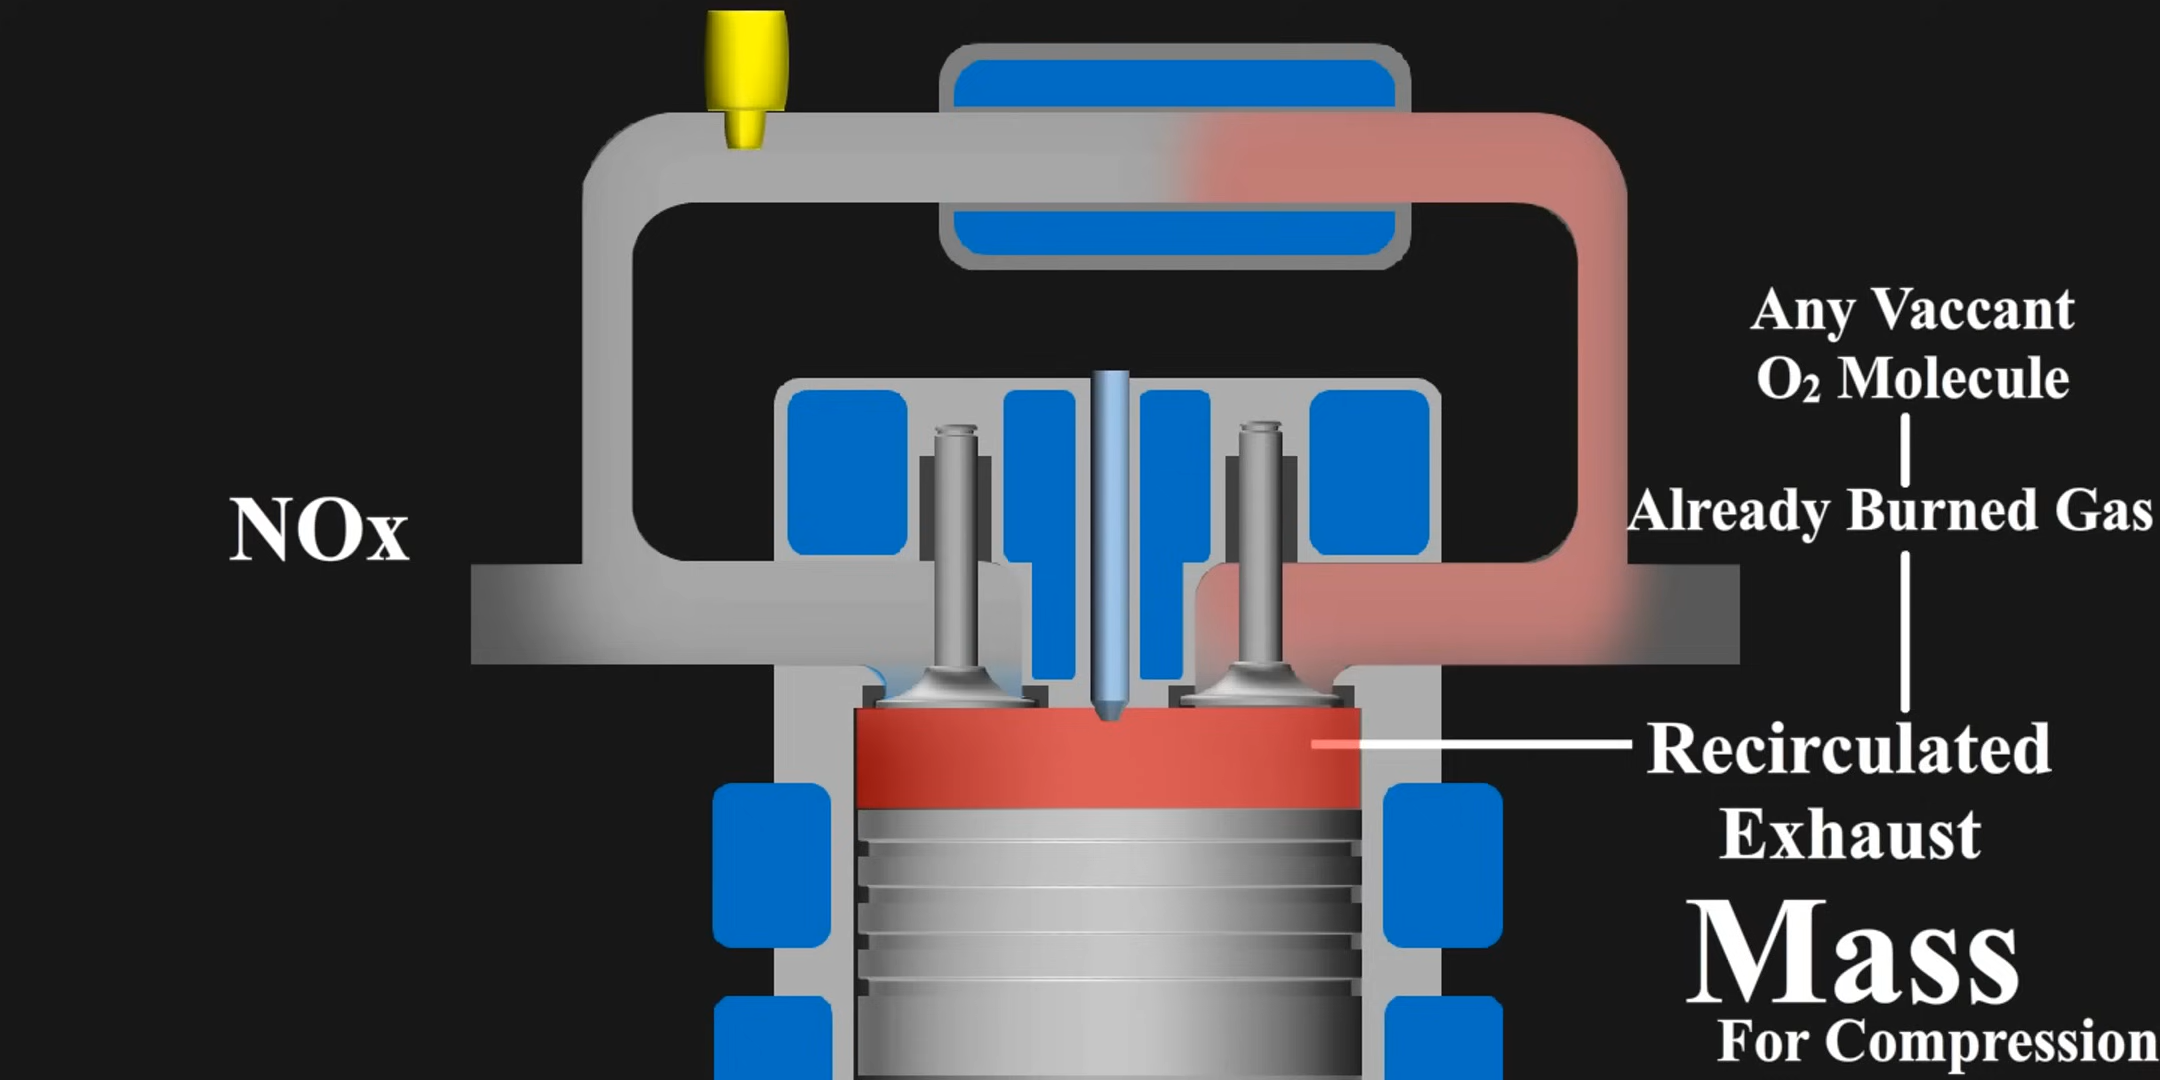 NOx
Any Vaccant
O₂ Molecule
Already Burned Gas
Recirculated
Exhaust
Mass
For Compression